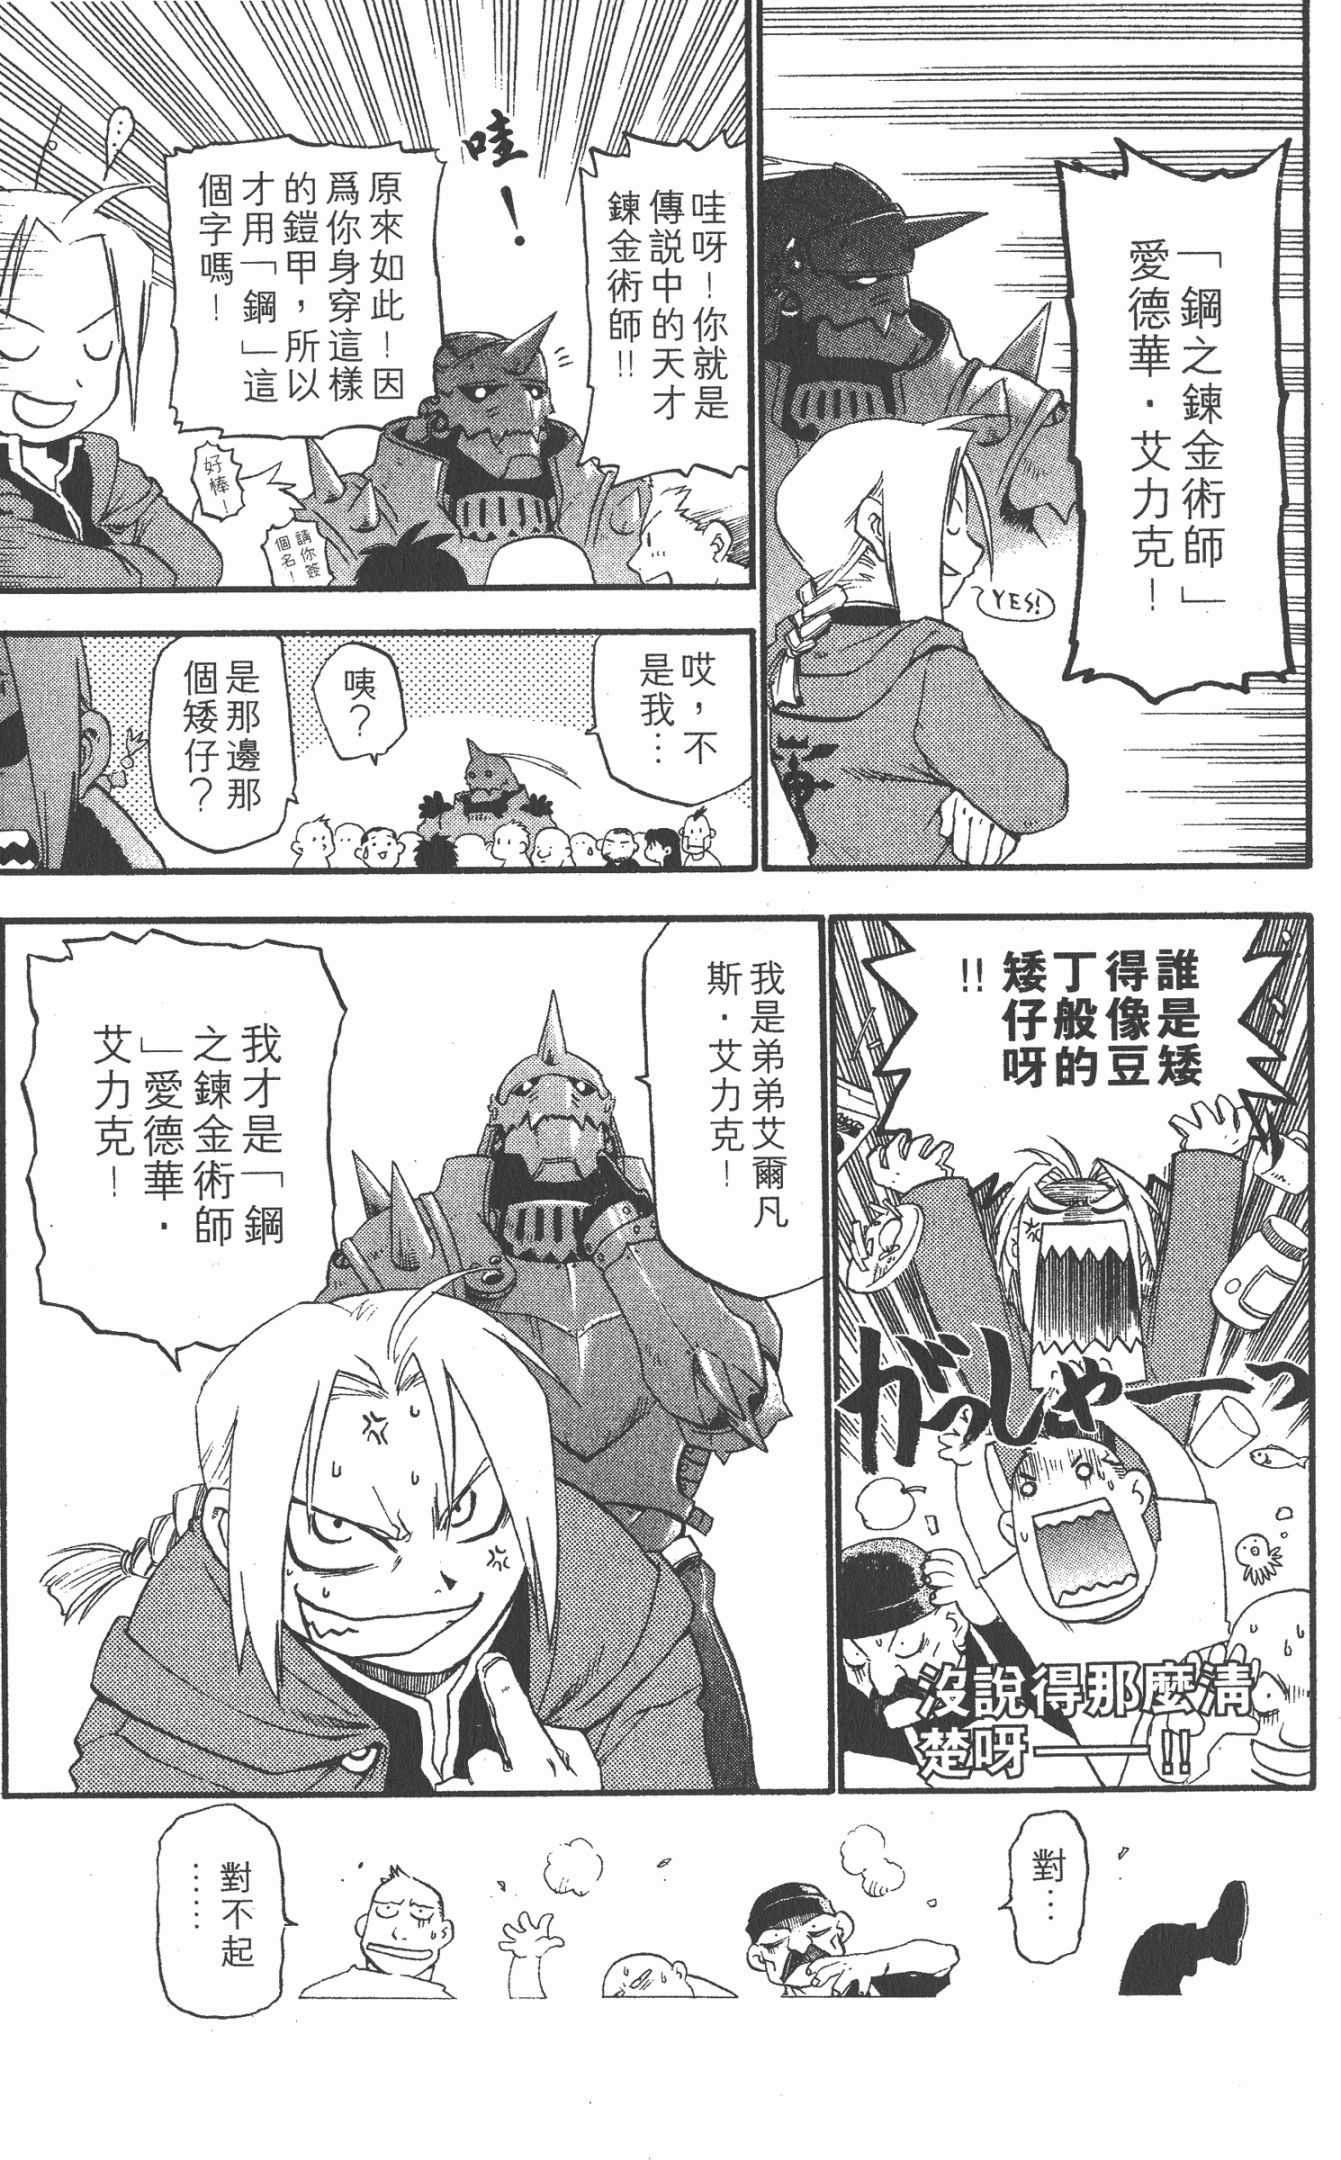 「鋼之鍊金術師」
愛德華．艾力克！
YES!
哇！
哇呀！你就是
傳說中的天才
鍊金術師!!
原來如此！因
爲你身穿這樣
的鎧甲，所以
才用「鋼」這
個字嗎！
好棒！
請你簽
個名！
哎，不
是我…
咦？
是那邊那
個矮仔？
誰是矮
得像豆
丁般的
矮仔呀
!!
がっしゃーっ
沒說得那麼清
楚呀——!!
我是弟弟艾爾凡
斯．艾力克！
我才是「鋼
之鍊金術師
」愛德華．
艾力克！
對…
對不起
……